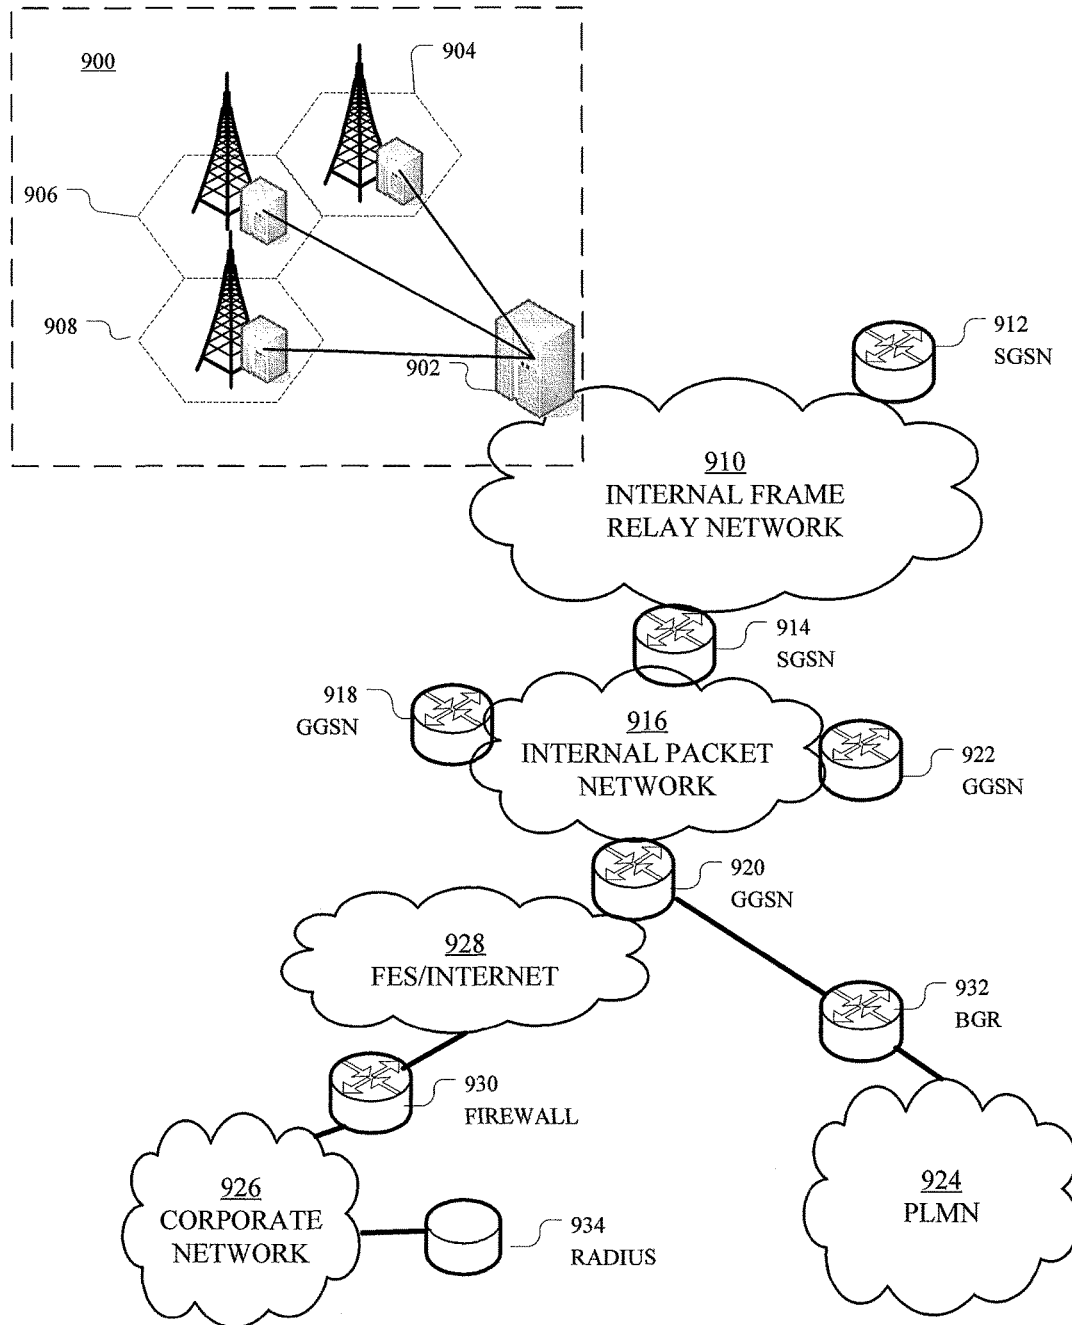 900
904
906
908
902
912
SGSN
910
INTERNAL FRAME
RELAY NETWORK
914
SGSN
918
GGSN
916
INTERNAL PACKET
NETWORK
922
GGSN
920
GGSN
928
FES/INTERNET
932
BGR
930
FIREWALL
926
CORPORATE
NETWORK
924
PLMN
934
RADIUS